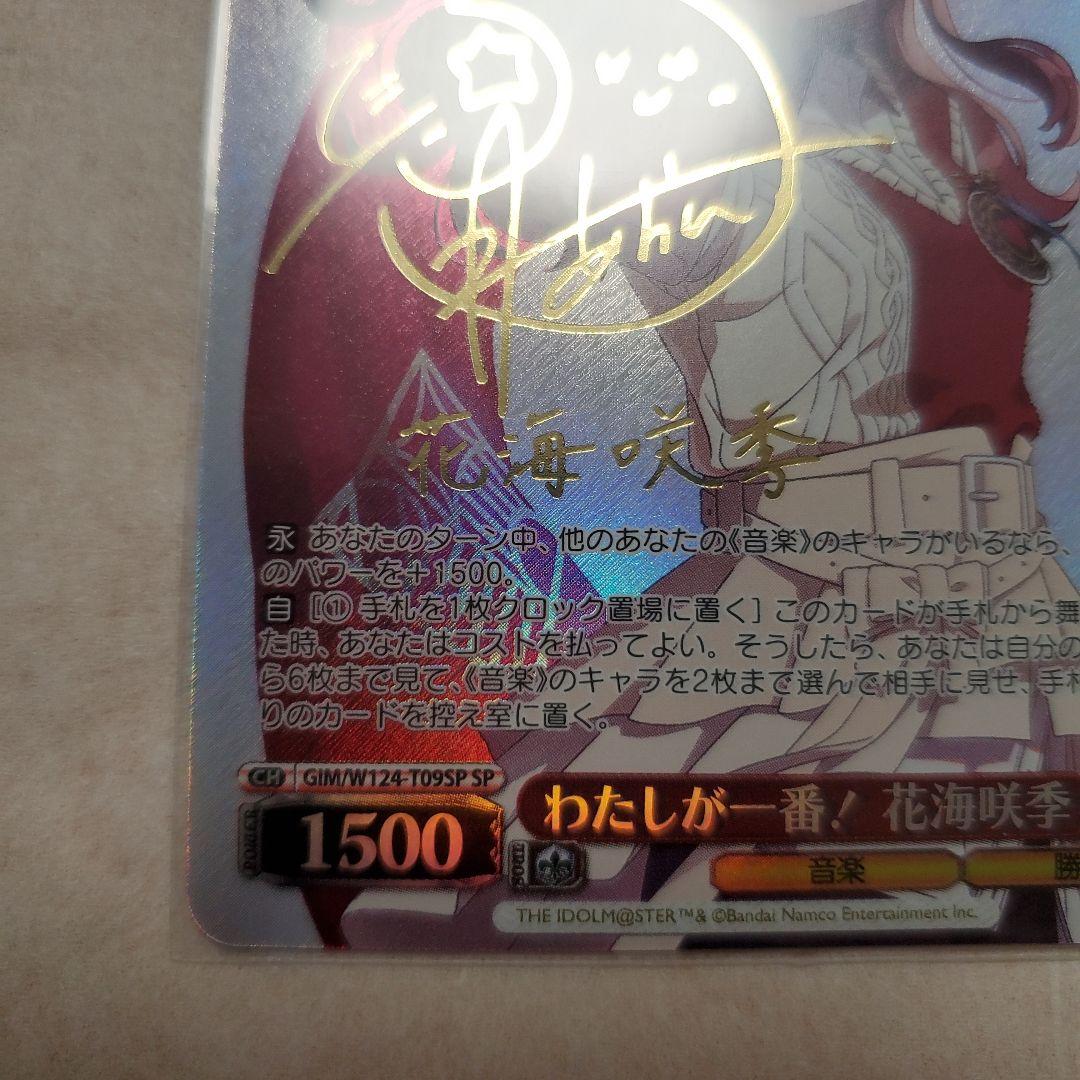 花海咲季
永 あなたのターン中、他のあなたの《音楽》のキャラがいるなら、
のパワーを+1500。
自 [① 手札を1枚クロック置場に置く] このカードが手札から舞
た時、あなたはコストを払ってよい。そうしたら、あなたは自分の
ら6枚まで見て、《音楽》のキャラを2枚まで選んで相手に見せ、手札
りのカードを控え室に置く。
CH GIM/W124-T09SP SP
わたしが一番! 花海咲季
POWER 1500 SOUL
音楽 勝
THE IDOLM@STER™& ©Bandai Namco Entertainment Inc.